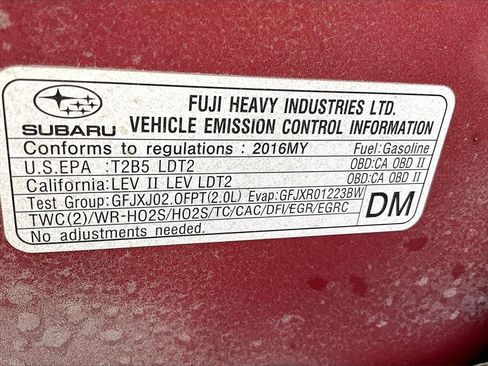 FUJI HEAVY INDUSTRIES LTD.
SUBARU VEHICLE EMISSION CONTROL INFORMATION
Conforms to regulations : 2016MY Fuel:Gasoline
U.S.EPA :T2B5 LDT2 OBD:CA OBD II
California:LEV II LEV LDT2 OBD:CA OBD II
Test Group:GFJXJ02.0FPT(2.0L) Evap:GFJXR01223BW
TWC(2)/WR-HO2S/HO2S/TC/CAC/DFI/EGR/EGRC DM
No adjustments needed.